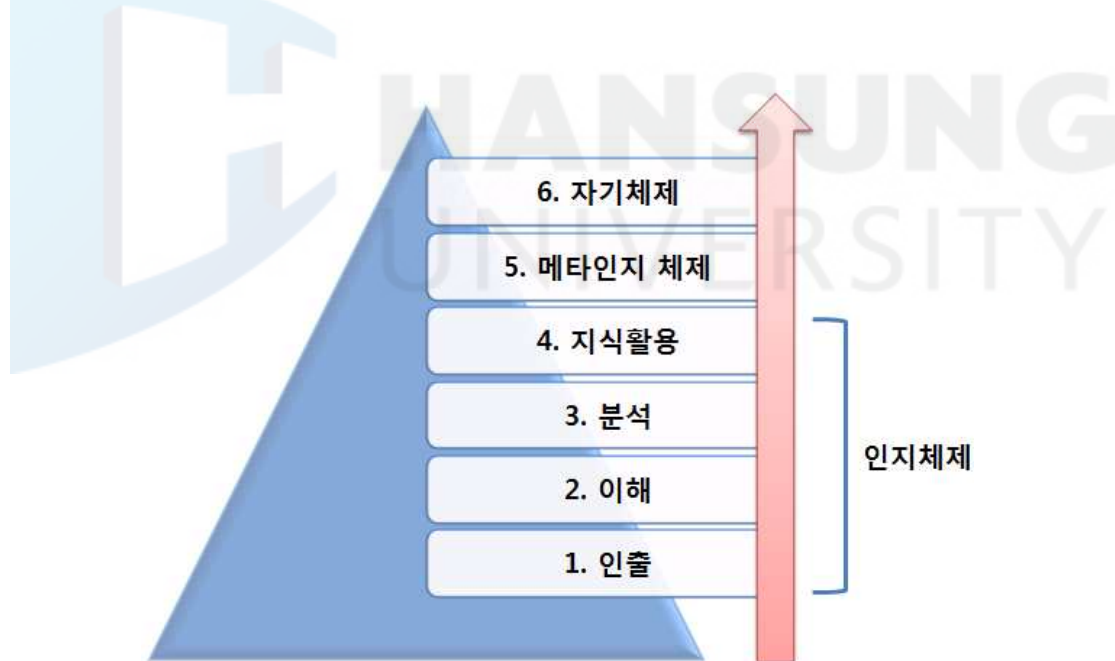 HANSUNG
UNIVERSITY
6. 자기체제
5. 메타인지 체제
4. 지식활용
3. 분석
인지체제
2. 이해
1. 인출